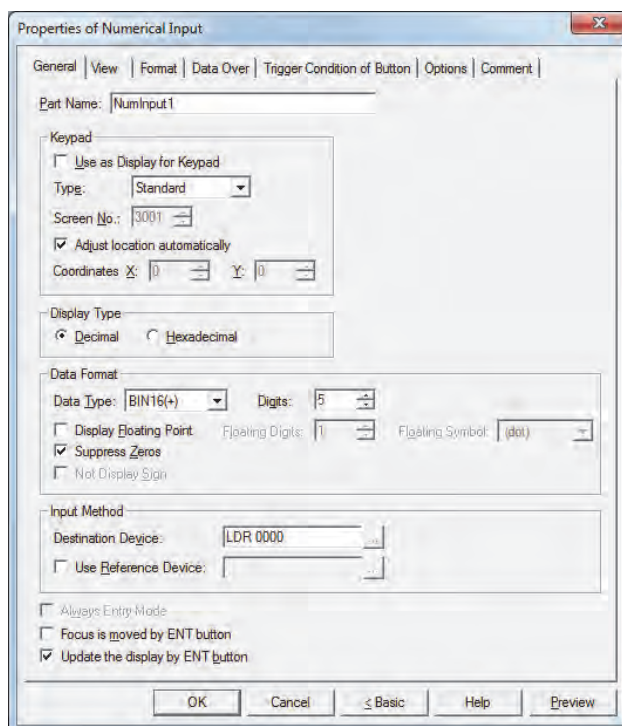 Properties of Numerical Input
General View Format Data Over Trigger Condition of Button Options Comment
Part Name: NumInput1
Keypad
Use as Display for Keypad
Type: Standard
Screen No.: 3001
Adjust location automatically
Coordinates X: 0 Y: 0
Display Type
Decimal Hexadecimal
Data Format
Data Type: BIN16(+) Digits: 5
Display Floating Point Floating Digits: 1 Floating Symbol: (dot)
Suppress Zeros
Not Display Sign
Input Method
Destination Device: LDR 0000 ...
Use Reference Device: ...
Always Entry Mode
Focus is moved by ENT button
Update the display by ENT button
OK Cancel < Basic Help Preview